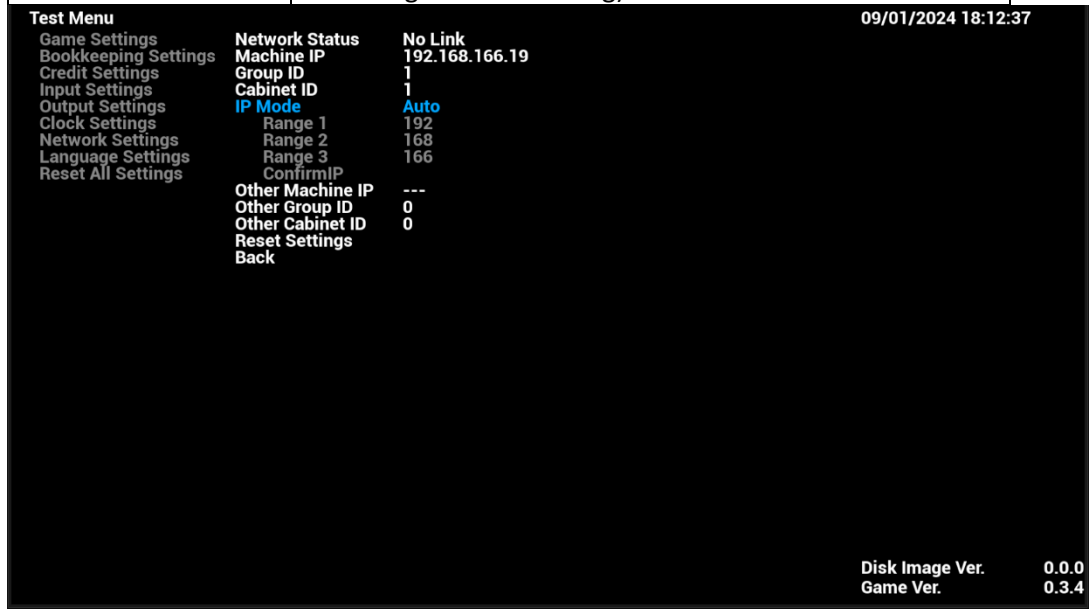 Test Menu 09/01/2024 18:12:37
Game Settings Network Status No Link
Bookkeeping Settings Machine IP 192.168.166.19
Credit Settings Group ID 1
Input Settings Cabinet ID 1
Output Settings IP Mode Auto
Clock Settings Range 1 192
Network Settings Range 2 168
Language Settings Range 3 166
Reset All Settings ConfirmIP
Other Machine IP ---
Other Group ID 0
Other Cabinet ID 0
Reset Settings
Back
Disk Image Ver. 0.0.0
Game Ver. 0.3.4